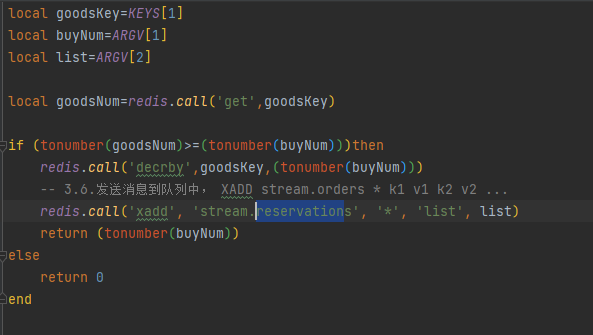 local goodsKey=KEYS[1]
local buyNum=ARGV[1]
local list=ARGV[2]
local goodsNum=redis.call('get',goodsKey)
if (tonumber(goodsNum)>=(tonumber(buyNum)))then
redis.call('decrby',goodsKey,(tonumber(buyNum)))
-- 3.6.发送消息到队列中， XADD stream.orders * k1 v1 k2 v2 ...
redis.call('xadd', 'stream.reservations', '*', 'list', list)
return (tonumber(buyNum))
else
return 0
end